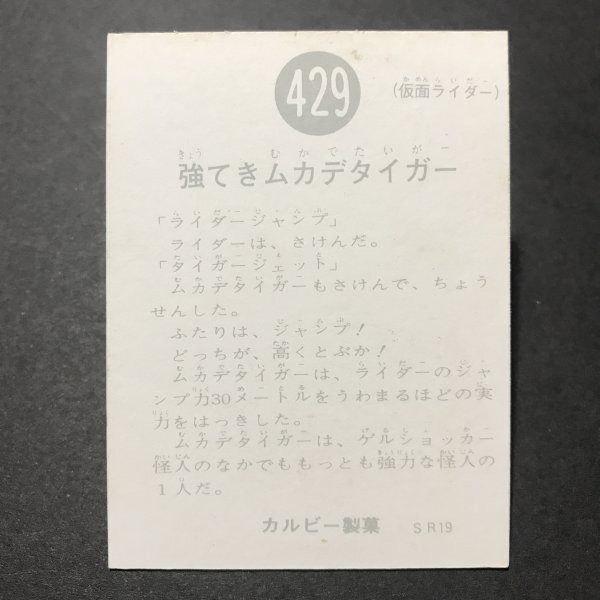 429
(仮面ライダー)
強てきムカデタイガー
「ライダージャンプ」
ライダーは、さけんだ。
「タイガージェット」
ムカデタイガーもさけんで、ちょう
せんした。
ふたりは、ジャンプ!
どっちが、高くとぶか!
ムカデタイガーは、ライダーのジャ
ンプ力30メートルをうわまるほどの実
力をはっきした。
ムカデタイガーは、ゲルショッカー
怪人のなかでももっとも強力な怪人の
1人だ。
カルビー製菓 SR19